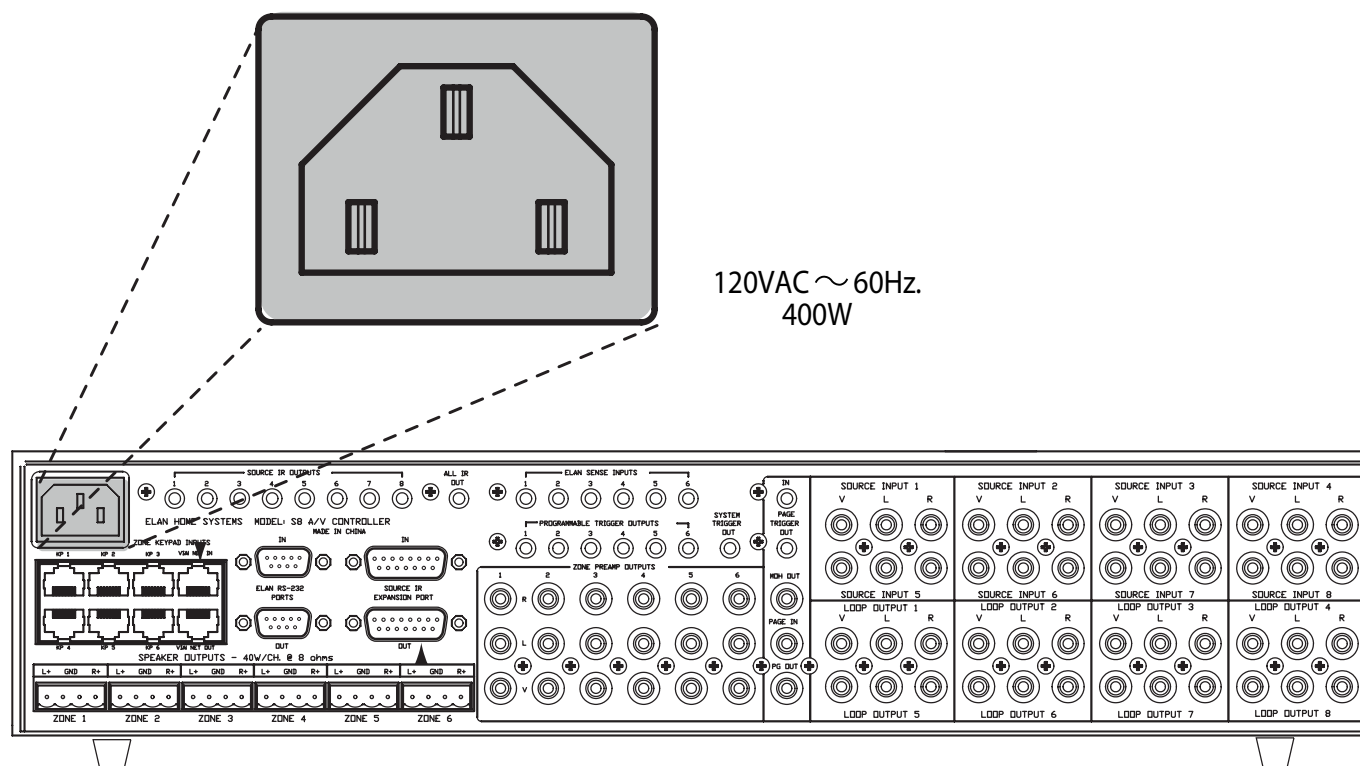 120VAC ～ 60Hz.
400W
SOURCE IR OUTPUTS
1 2 3 4 5 6 7 8
ALL IR
OUT
ELAN SENSE INPUTS
1 2 3 4 5 6
IN
PAGE
TRIGGER
OUT
ELAN HOME SYSTEMS MODEL: S8 A/V CONTROLLER
MADE IN CHINA
PROGRAMMABLE TRIGGER OUTPUTS
1 2 3 4 5 6
SYSTEM
TRIGGER
OUT
ZONE KEYPAD INPUTS
KP 1 KP 2 KP 3 VIA! NET IN
KP 4 KP 5 KP 6 VIA! NET OUT
IN
ELAN RS-232
PORTS
OUT
IN
SOURCE IR
EXPANSION PORT
OUT
ZONE PREAMP OUTPUTS
1 2 3 4 5 6
R
L
V
MOH OUT
PAGE IN
PG OUT
SPEAKER OUTPUTS - 40W/CH. @ 8 ohms
L+ GND R+ L+ GND R+ L+ GND R+ L+ GND R+ L+ GND R+ L+ GND R+
ZONE 1 ZONE 2 ZONE 3 ZONE 4 ZONE 5 ZONE 6
SOURCE INPUT 1 SOURCE INPUT 2 SOURCE INPUT 3 SOURCE INPUT 4
V L R V L R V L R V L R
SOURCE INPUT 5 SOURCE INPUT 6 SOURCE INPUT 7 SOURCE INPUT 8
LOOP OUTPUT 1 LOOP OUTPUT 2 LOOP OUTPUT 3 LOOP OUTPUT 4
V L R V L R V L R V L R
LOOP OUTPUT 5 LOOP OUTPUT 6 LOOP OUTPUT 7 LOOP OUTPUT 8